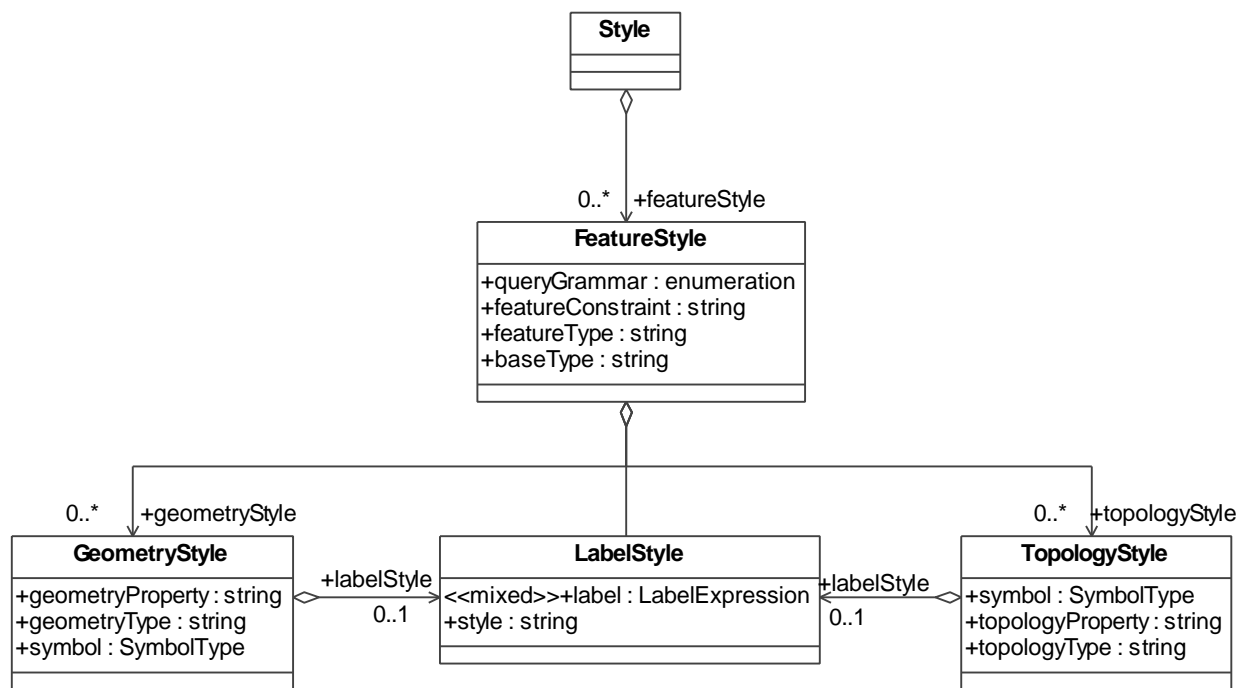 Style
0..* +featureStyle
FeatureStyle
+queryGrammar : enumeration
+featureConstraint : string
+featureType : string
+baseType : string
0..* +geometryStyle
0..* +topologyStyle
GeometryStyle
+geometryProperty : string
+geometryType : string
+symbol : SymbolType
+labelStyle
0..1
LabelStyle
<<mixed>>+label : LabelExpression
+style : string
+labelStyle
0..1
TopologyStyle
+symbol : SymbolType
+topologyProperty : string
+topologyType : string